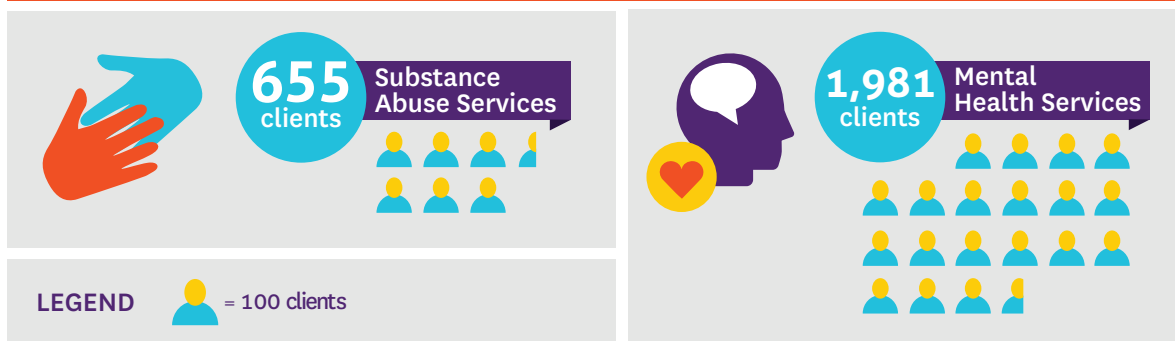 655
clients
Substance
Abuse Services
1,981
clients
Mental
Health Services
LEGEND
= 100 clients